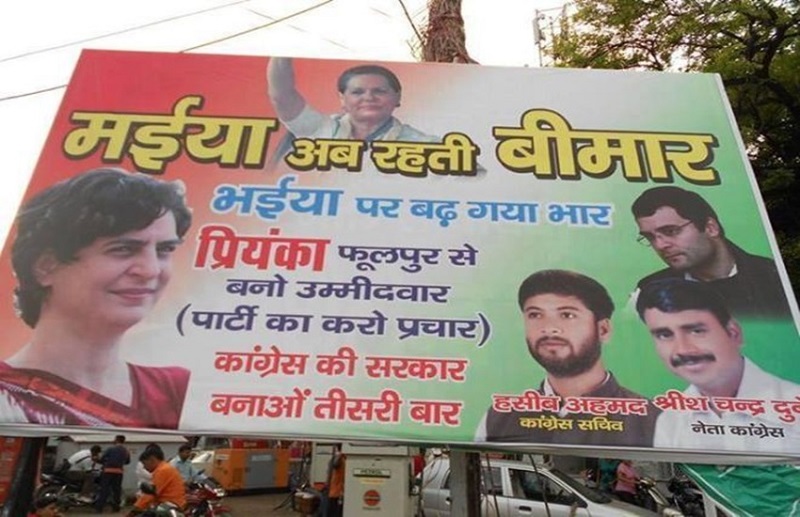 मईया अब रहती बीमार
भईया पर बढ़ गया भार
प्रियंका फूलपुर से
बनो उम्मीदवार
(पार्टी का करो प्रचार)
कांग्रेस की सरकार
बनाओं तीसरी बार
हसीब अहमद
कांग्रेस सचिव
श्रीश चन्द्र दुबे
नेता कांग्रेस